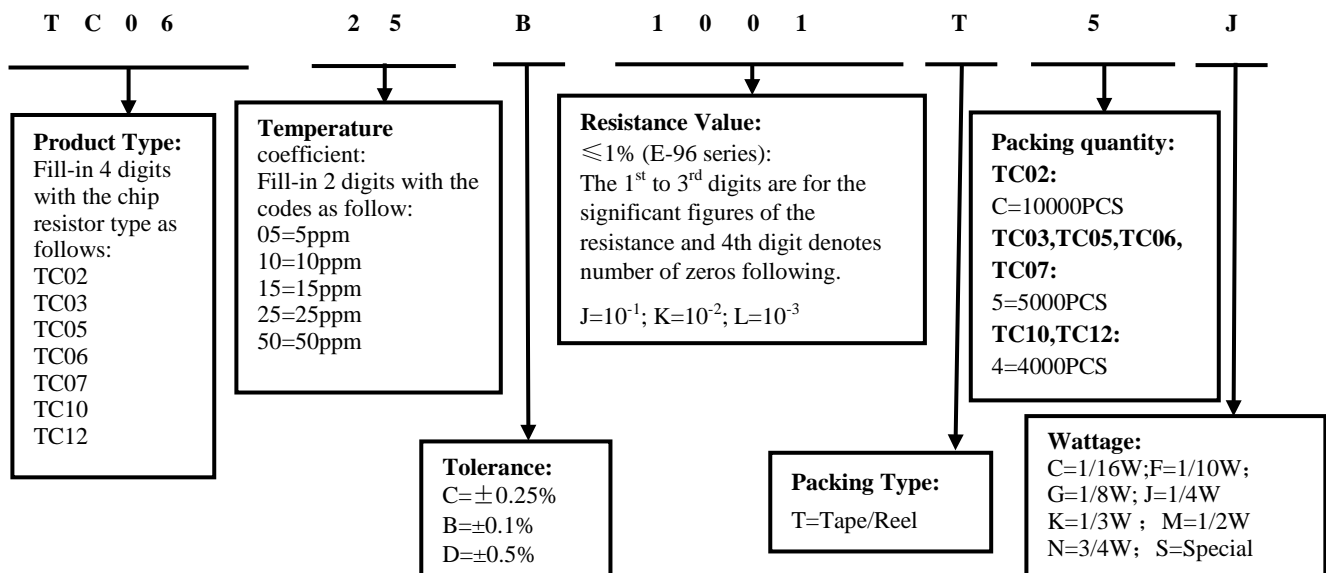 T C 0 6 2 5 B 1 0 0 1 T 5 J
Product Type:
Fill-in 4 digits
with the chip
resistor type as
follows:
TC02
TC03
TC05
TC06
TC07
TC10
TC12
Temperature
coefficient:
Fill-in 2 digits with the
codes as follow:
05=5ppm
10=10ppm
15=15ppm
25=25ppm
50=50ppm
Tolerance:
C=±0.25%
B=±0.1%
D=±0.5%
Resistance Value:
≦1% (E-96 series):
The 1st to 3rd digits are for the
significant figures of the
resistance and 4th digit denotes
number of zeros following.
J=10-1; K=10-2; L=10-3
Packing Type:
T=Tape/Reel
Packing quantity:
TC02:
C=10000PCS
TC03,TC05,TC06,
TC07:
5=5000PCS
TC10,TC12:
4=4000PCS
Wattage:
C=1/16W;F=1/10W；
G=1/8W; J=1/4W
K=1/3W ； M=1/2W
N=3/4W；S=Special